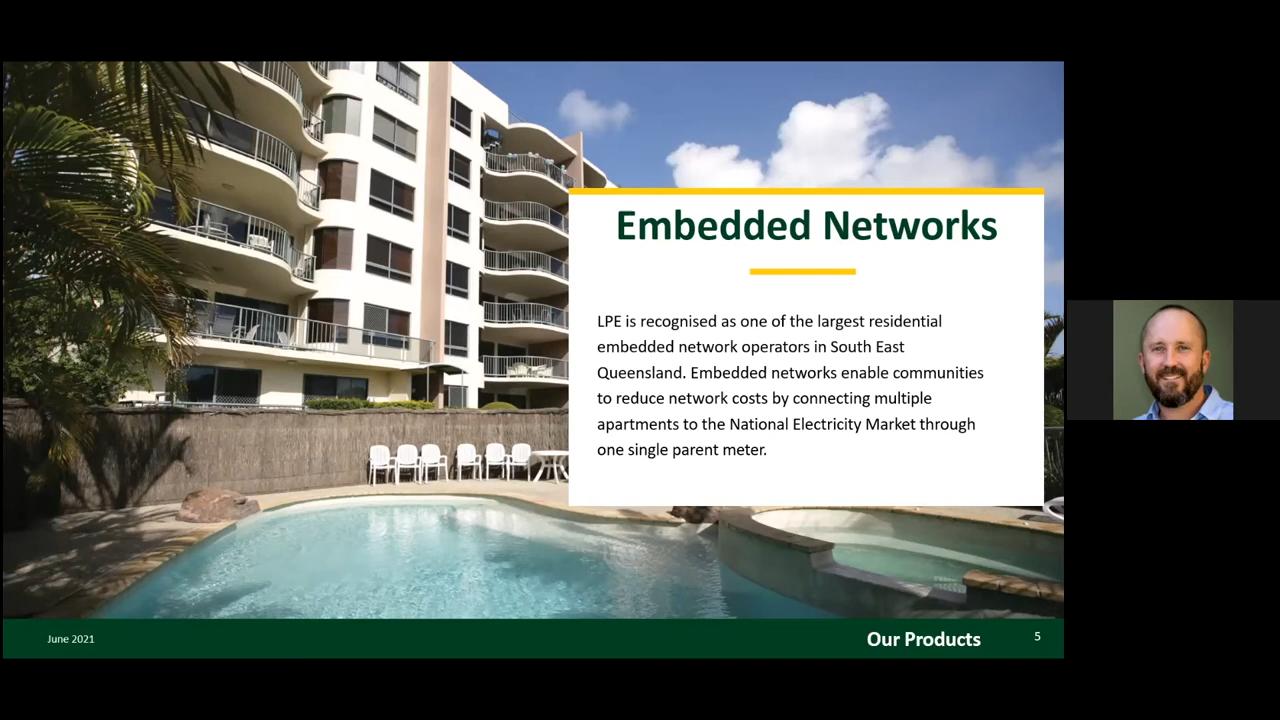 Embedded Networks
LPE is recognised as one of the largest residential
embedded network operators in South East
Queensland. Embedded networks enable communities
to reduce network costs by connecting multiple
apartments to the National Electricity Market through
one single parent meter.
June 2021
Our Products
5